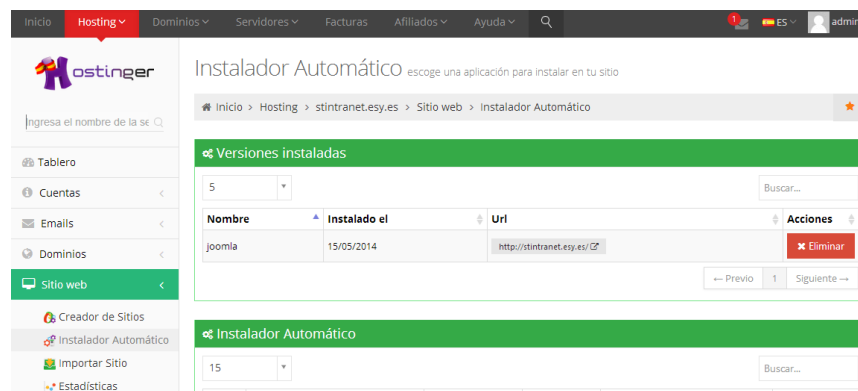 Inicio Hosting Dominios Servidores Facturas Afiliados Ayuda 1 ES admin
Hostinger
Instalador Automático escoge una aplicación para instalar en tu sitio
Inicio > Hosting > stintranet.esy.es > Sitio web > Instalador Automático
Ingresa el nombre de la se
Tablero
Cuentas
Emails
Dominios
Sitio web
Creador de Sitios
Instalador Automático
Importar Sitio
Estadísticas
Versiones instaladas
5 Buscar...
Nombre Instalado el Url Acciones
joomla 15/05/2014 http://stintranet.esy.es/ Eliminar
← Previo 1 Siguiente →
Instalador Automático
15 Buscar...